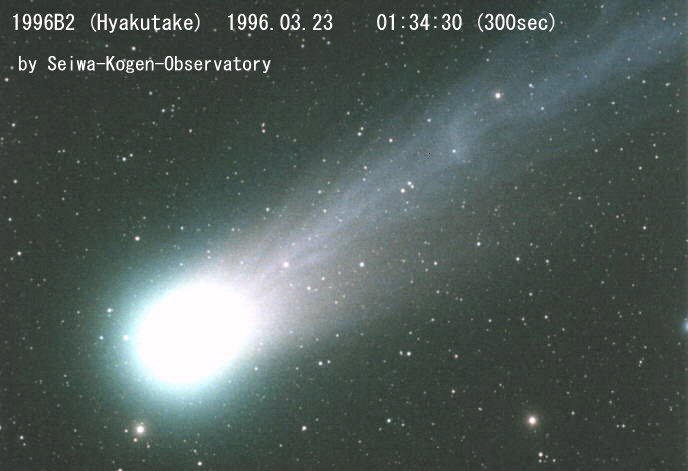 1996B2 (Hyakutake) 1996.03.23 01:34:30 (300sec)
by Seiwa-Kogen-Observatory